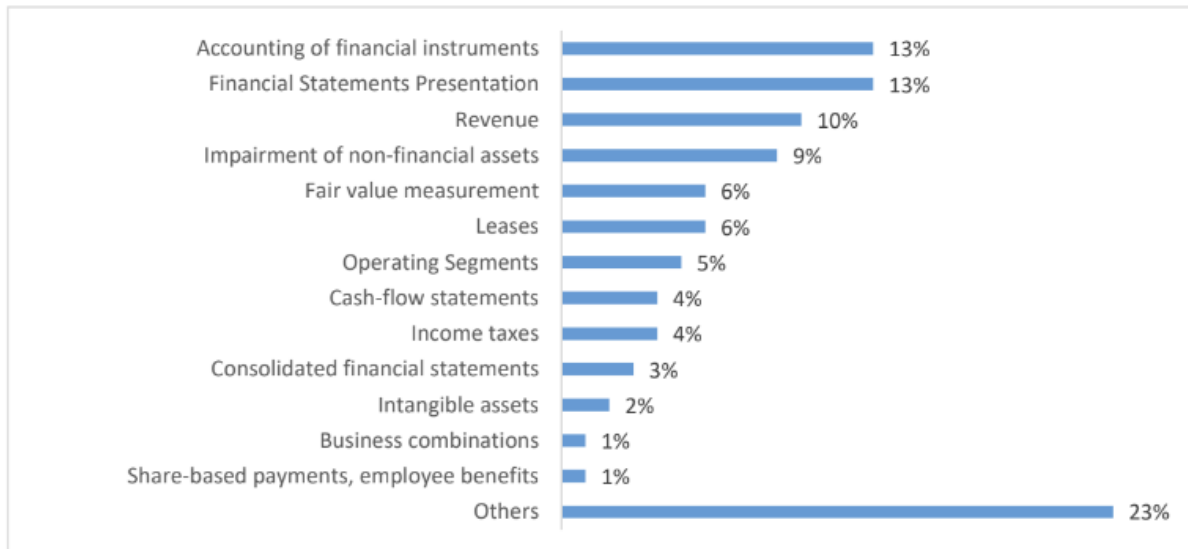 Accounting of financial instruments 13%
Financial Statements Presentation 13%
Revenue 10%
Impairment of non-financial assets 9%
Fair value measurement 6%
Leases 6%
Operating Segments 5%
Cash-flow statements 4%
Income taxes 4%
Consolidated financial statements 3%
Intangible assets 2%
Business combinations 1%
Share-based payments, employee benefits 1%
Others 23%